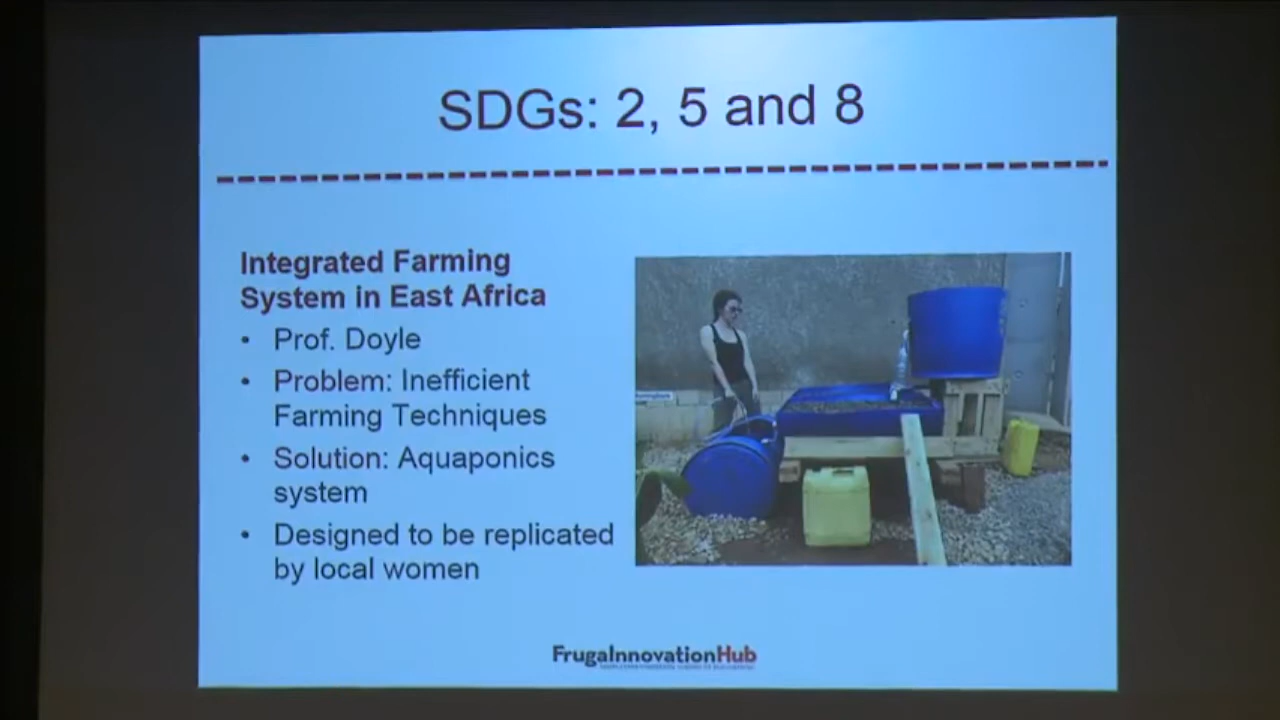 SDGs: 2, 5 and 8
Integrated Farming
System in East Africa
• Prof. Doyle
• Problem: Inefficient
Farming Techniques
• Solution: Aquaponics
system
• Designed to be replicated
by local women
FrugalInnovationHub